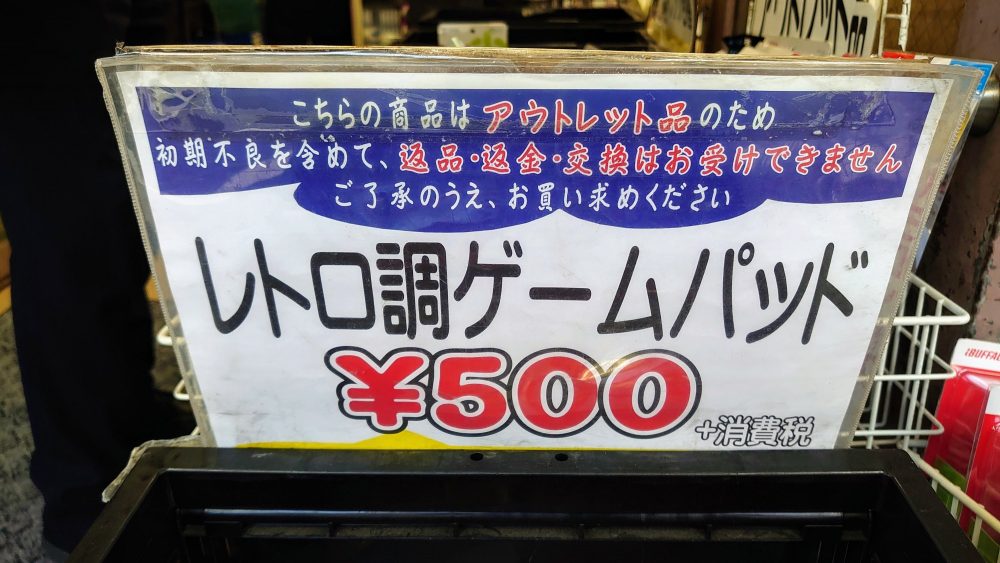 こちらの商品は アウトレット品のため
初期不良を含めて、返品・返金・交換はお受けできません
ご了承のうえ、お買い求めください
レトロ調ゲームパッド
¥500
+消費税